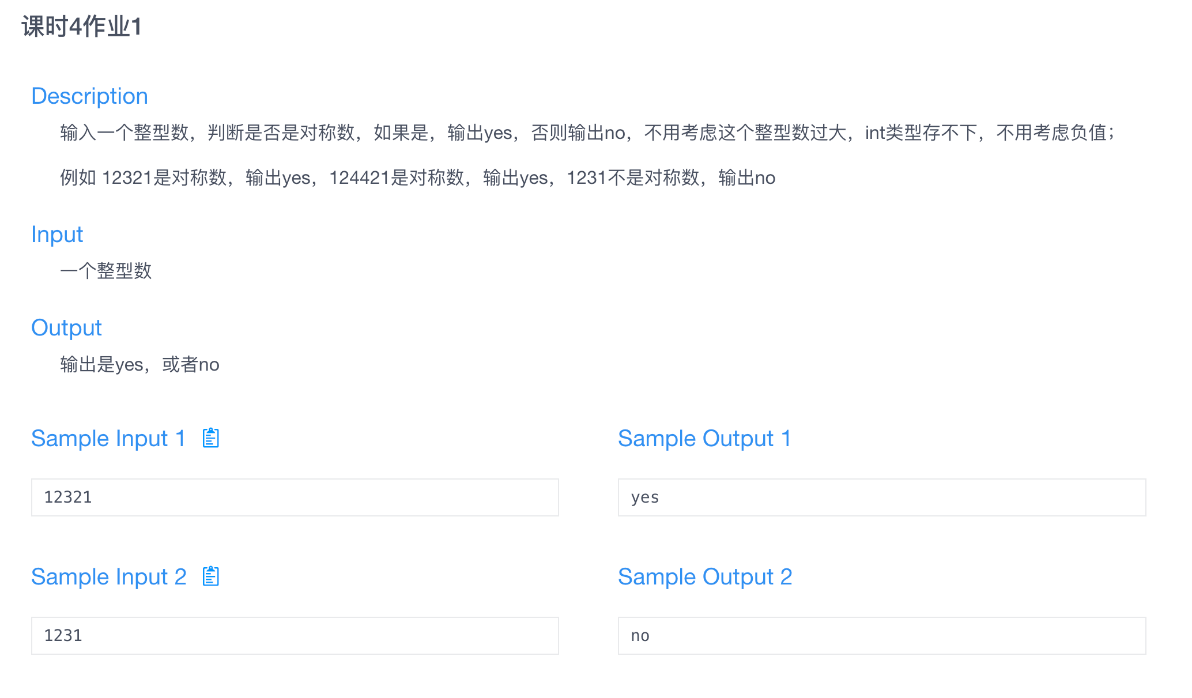 课时4作业1
Description
输入一个整型数，判断是否是对称数，如果是，输出yes，否则输出no，不用考虑这个整型数过大，int类型存不下，不用考虑负值；
例如 12321是对称数，输出yes，124421是对称数，输出yes，1231不是对称数，输出no
Input
一个整型数
Output
输出是yes，或者no
Sample Input 1
Sample Output 1
12321
yes
Sample Input 2
Sample Output 2
1231
no